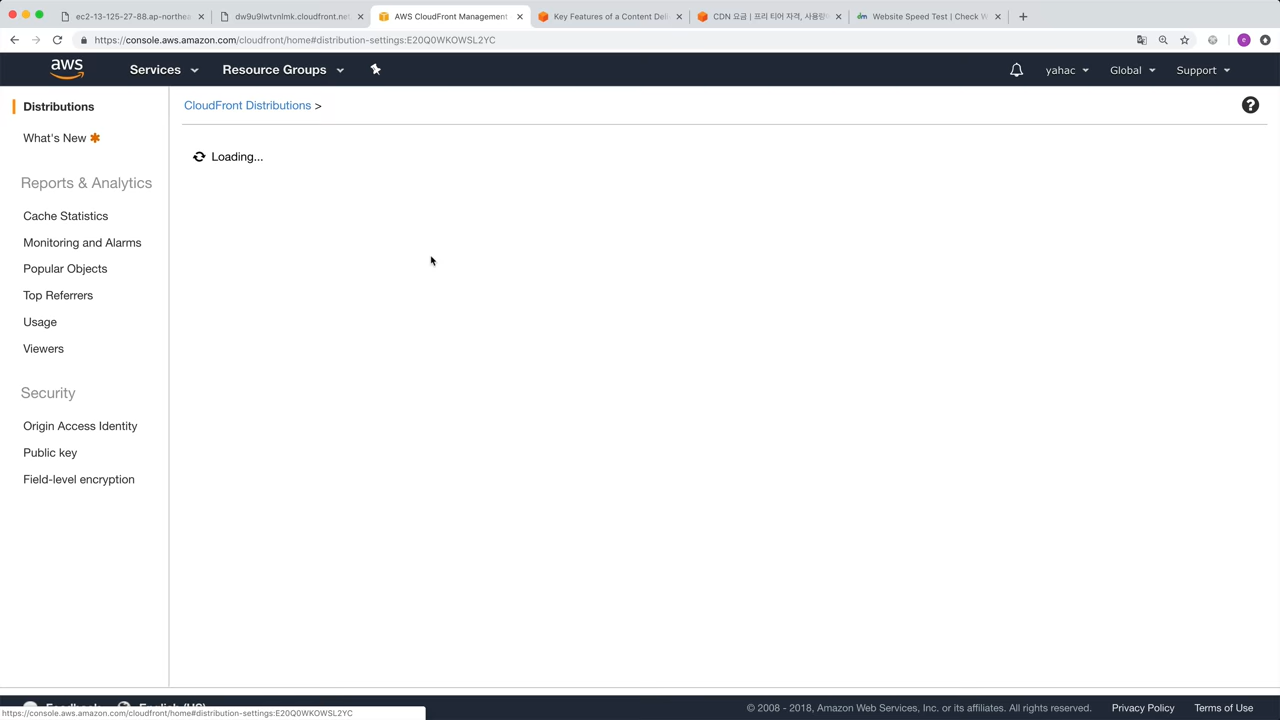 ec2-13-125-27-88.ap-northea
dw9u9lwtvnlmk.cloudfront.net
AWS CloudFront Management
Key Features of a Content Deli
CDN 요금 | 프리 티어 자격, 사용량
Website Speed Test | Check W
https://console.aws.amazon.com/cloudfront/home#distribution-settings:E20Q0WKOWSL2YC
aws
Services
Resource Groups
yahac
Global
Support
Distributions
What's New
Reports & Analytics
Cache Statistics
Monitoring and Alarms
Popular Objects
Top Referrers
Usage
Viewers
Security
Origin Access Identity
Public key
Field-level encryption
CloudFront Distributions >
Loading...
© 2008 - 2018, Amazon Web Services, Inc. or its affiliates. All rights reserved.
Privacy Policy
Terms of Use
https://console.aws.amazon.com/cloudfront/home#distribution-settings:E20Q0WKOWSL2YC